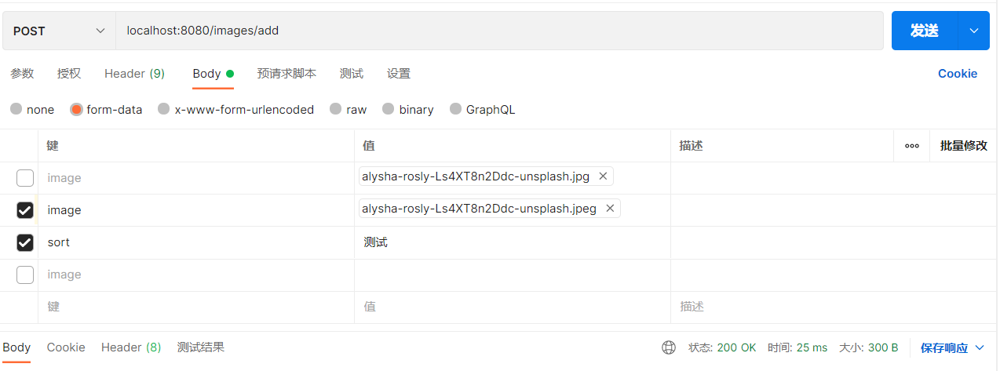 POST localhost:8080/images/add 发送
参数 授权 Header (9) Body 预请求脚本 测试 设置 Cookie
none form-data x-www-form-urlencoded raw binary GraphQL
键 值 描述 ooo 批量修改
image alysha-rosly-Ls4XT8n2Ddc-unsplash.jpg ×
image alysha-rosly-Ls4XT8n2Ddc-unsplash.jpeg ×
sort 测试
image
键 值 描述
Body Cookie Header (8) 测试结果 状态: 200 OK 时间: 25 ms 大小: 300 B 保存响应